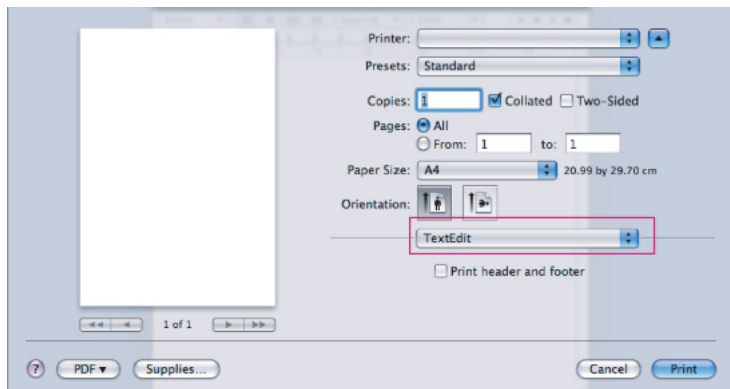 Printer:
Presets: Standard
Copies: 1 Collated Two-Sided
Pages: All
From: 1 to: 1
Paper Size: A4 20.99 by 29.70 cm
Orientation:
TextEdit
Print header and footer
1 of 1
? PDF▼ Supplies... Cancel Print